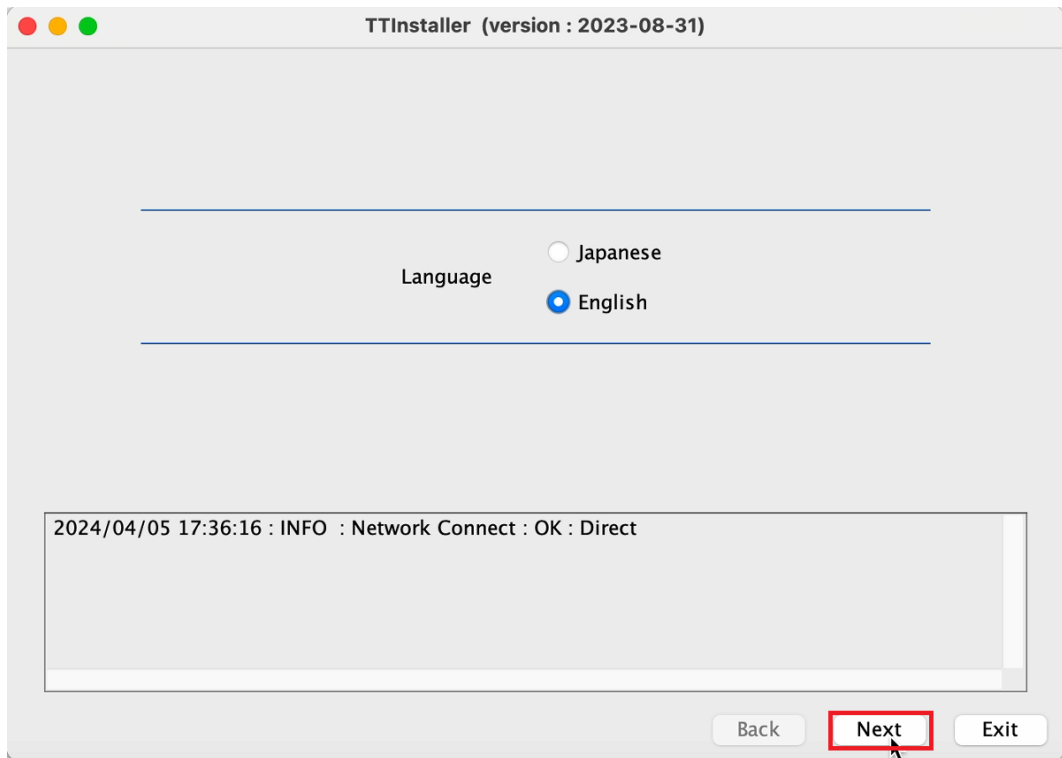 TTInstaller (version : 2023-08-31)
Japanese
Language
English
2024/04/05 17:36:16 : INFO  : Network Connect : OK : Direct
Back Next Exit